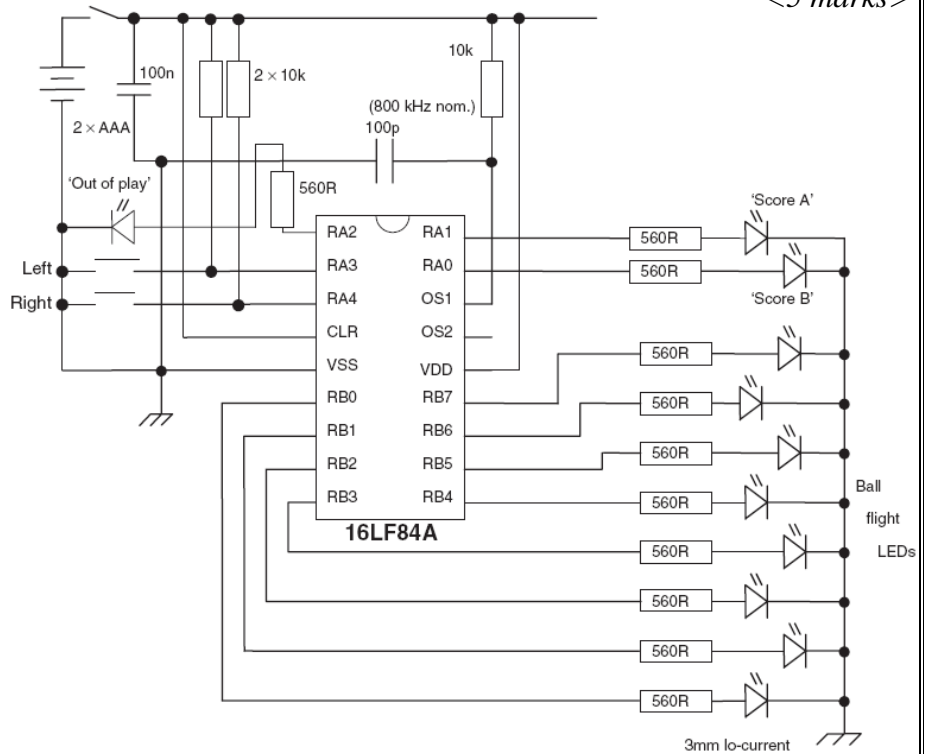 <5 marks>
10k
100n
2 × 10k
(800 kHz nom.)
100p
2 × AAA
'Out of play'
560R
'Score A'
RA2 RA1
560R
Left
RA3 RA0
560R
Right
RA4 OS1
'Score B'
CLR OS2
560R
VSS VDD
RB0 RB7
560R
RB1 RB6
560R
RB2 RB5
Ball
RB3 RB4
560R
flight
16LF84A
560R
LEDs
560R
560R
560R
3mm lo-current